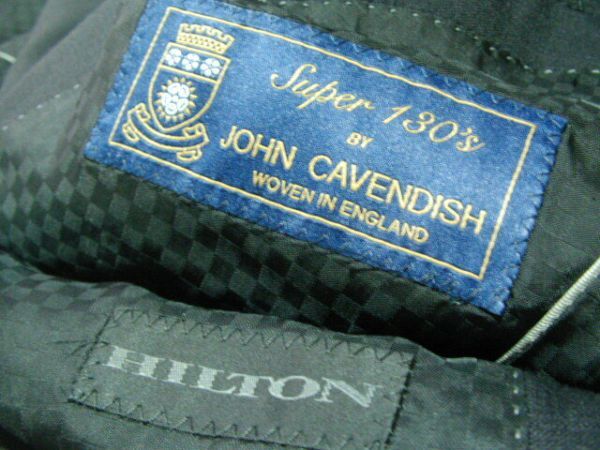 Super 130's
BY
JOHN CAVENDISH
WOVEN IN ENGLAND
HILTON